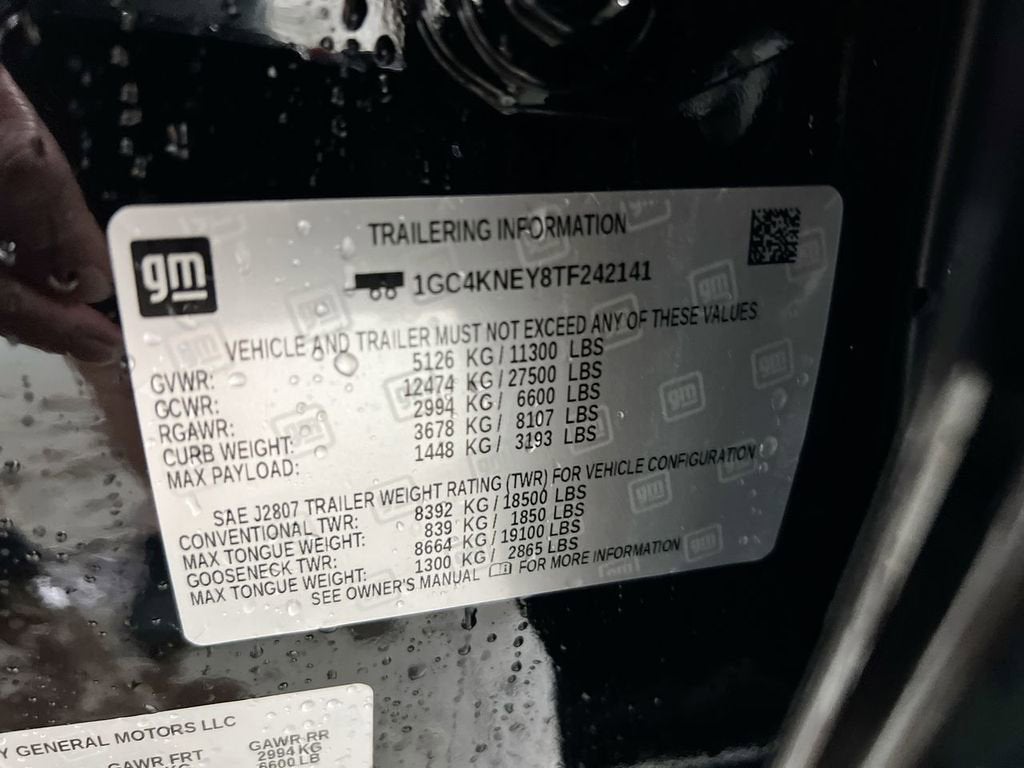 gm
TRAILERING INFORMATION
1GC4KNEY8TF242141
VEHICLE AND TRAILER MUST NOT EXCEED ANY OF THESE VALUES
GVWR: 5126 KG / 11300 LBS
GCWR: 12474 KG / 27500 LBS
RGAWR: 2994 KG / 6600 LBS
CURB WEIGHT: 3678 KG / 8107 LBS
MAX PAYLOAD: 1448 KG / 3193 LBS
SAE J2807 TRAILER WEIGHT RATING (TWR) FOR VEHICLE CONFIGURATION
CONVENTIONAL TWR: 8392 KG / 18500 LBS
MAX TONGUE WEIGHT: 839 KG / 1850 LBS
GOOSENECK TWR: 8664 KG / 19100 LBS
MAX TONGUE WEIGHT: 1300 KG / 2865 LBS
SEE OWNER'S MANUAL FOR MORE INFORMATION
Y GENERAL MOTORS LLC
GAWR FRT GAWR RR
2994 KG
6600 LB